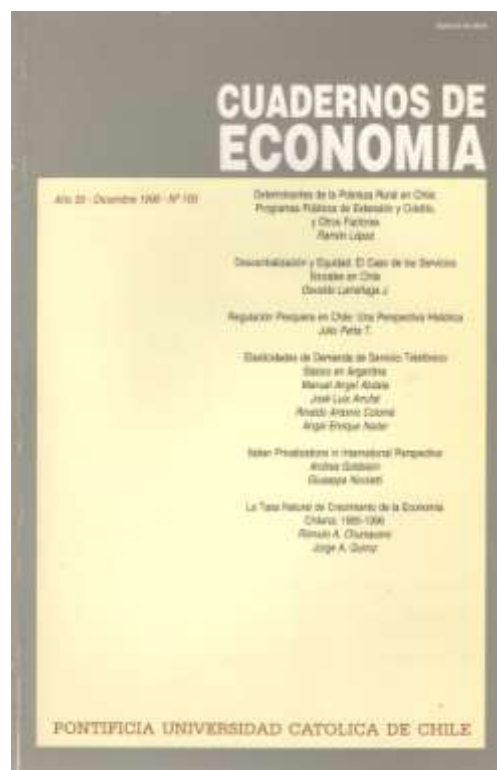 CUADERNOS DE
ECONOMIA
Año 33 - Diciembre 1996 - Nº 100
Determinantes de la Pobreza Rural en Chile:
Programas Públicos de Extensión y Crédito,
y Otros Factores
Ramón López
Descentralización y Equidad: El Caso de los Servicios
Sociales en Chile
Osvaldo Larrañaga J.
Regulación Pesquera en Chile: Una Perspectiva Histórica
Julio Peña T.
Elasticidades de Demanda de Servicio Telefónico
Básico en Argentina
Manuel Angel Abdala
José Luis Arrufat
Rinaldo Antonio Colomé
Angel Enrique Neder
Italian Privatizations in International Perspective
Andrea Goldstein
Giuseppe Nicoletti
La Tasa Natural de Crecimiento de la Economía
Chilena: 1985-1996
Rómulo A. Chumacero
Jorge A. Quiroz
PONTIFICIA UNIVERSIDAD CATOLICA DE CHILE